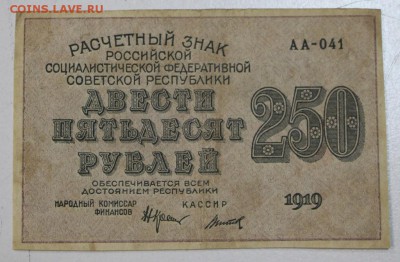 COINS.LAVE.RU
РАСЧЕТНЫЙ ЗНАК
АА-041
РОССИЙСКОЙ
СОЦИАЛИСТИЧЕСКОЙ ФЕДЕРАТИВНОЙ
СОВЕТСКОЙ РЕСПУБЛИКИ
ДВЕСТИ
ПЯТЬДЕСЯТ
РУБЛЕЙ
250
ОБЕСПЕЧИВАЕТСЯ ВСЕМ
ДОСТОЯНИЕМ РЕСПУБЛИКИ
1919
НАРОДНЫЙ КОМИССАР
ФИНАНСОВ
КАССИР